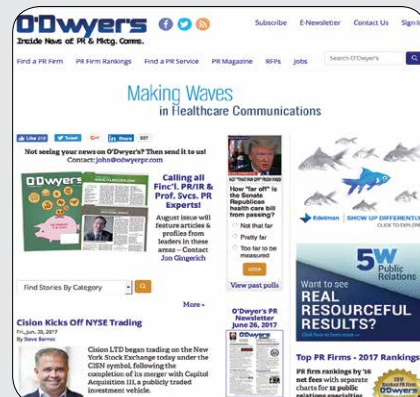 O'Dwyer's
Inside News of PR & Mktg. Comms.
Subscribe E-Newsletter Contact Us Sign I
Find a PR Firm PR Firm Rankings Find a PR Service PR Magazine RFPs Jobs
Search O'Dwyer's
Making Waves
in Healthcare Communications
Like
Tweet
G+
Share
Not seeing your news on O'Dwyer's? Then send it to us!
Contact: john@odwyerpr.com
O'Dwyer's
Calling all
Finc'l. PR/IR &
Prof. Svcs. PR
Experts!
August issue will
feature articles &
profiles from
leaders in these
areas – Contact
Jon Gingerich
Find Stories By Category
More
Cision Kicks Off NYSE Trading
Fri., Jun. 30, 2017
By Steve Barnes
Cision LTD began trading on the New
York Stock Exchange today under the
CISN symbol, following the
completion of its merger with Capitol
Acquisition III, a publicly traded
investment vehicle.
How "far off" is
the Senate
Republican
health care bill
from passing?
Not that far
Pretty far
Too far to be
measured
View past polls
O'Dwyer's PR
Newsletter
June 26, 2017
O'Dwyer's
Edelman SHOW UP DIFFERENTLY
CLICK TO EXPLORE
5W
Public
Relations
Want to see
REAL
RESOURCEFUL
RESULTS?
Top PR Firms - 2017 Rankings
PR firm rankings by '16
net fees with separate
charts for 12 public
relations specialties
O'Dwyer's